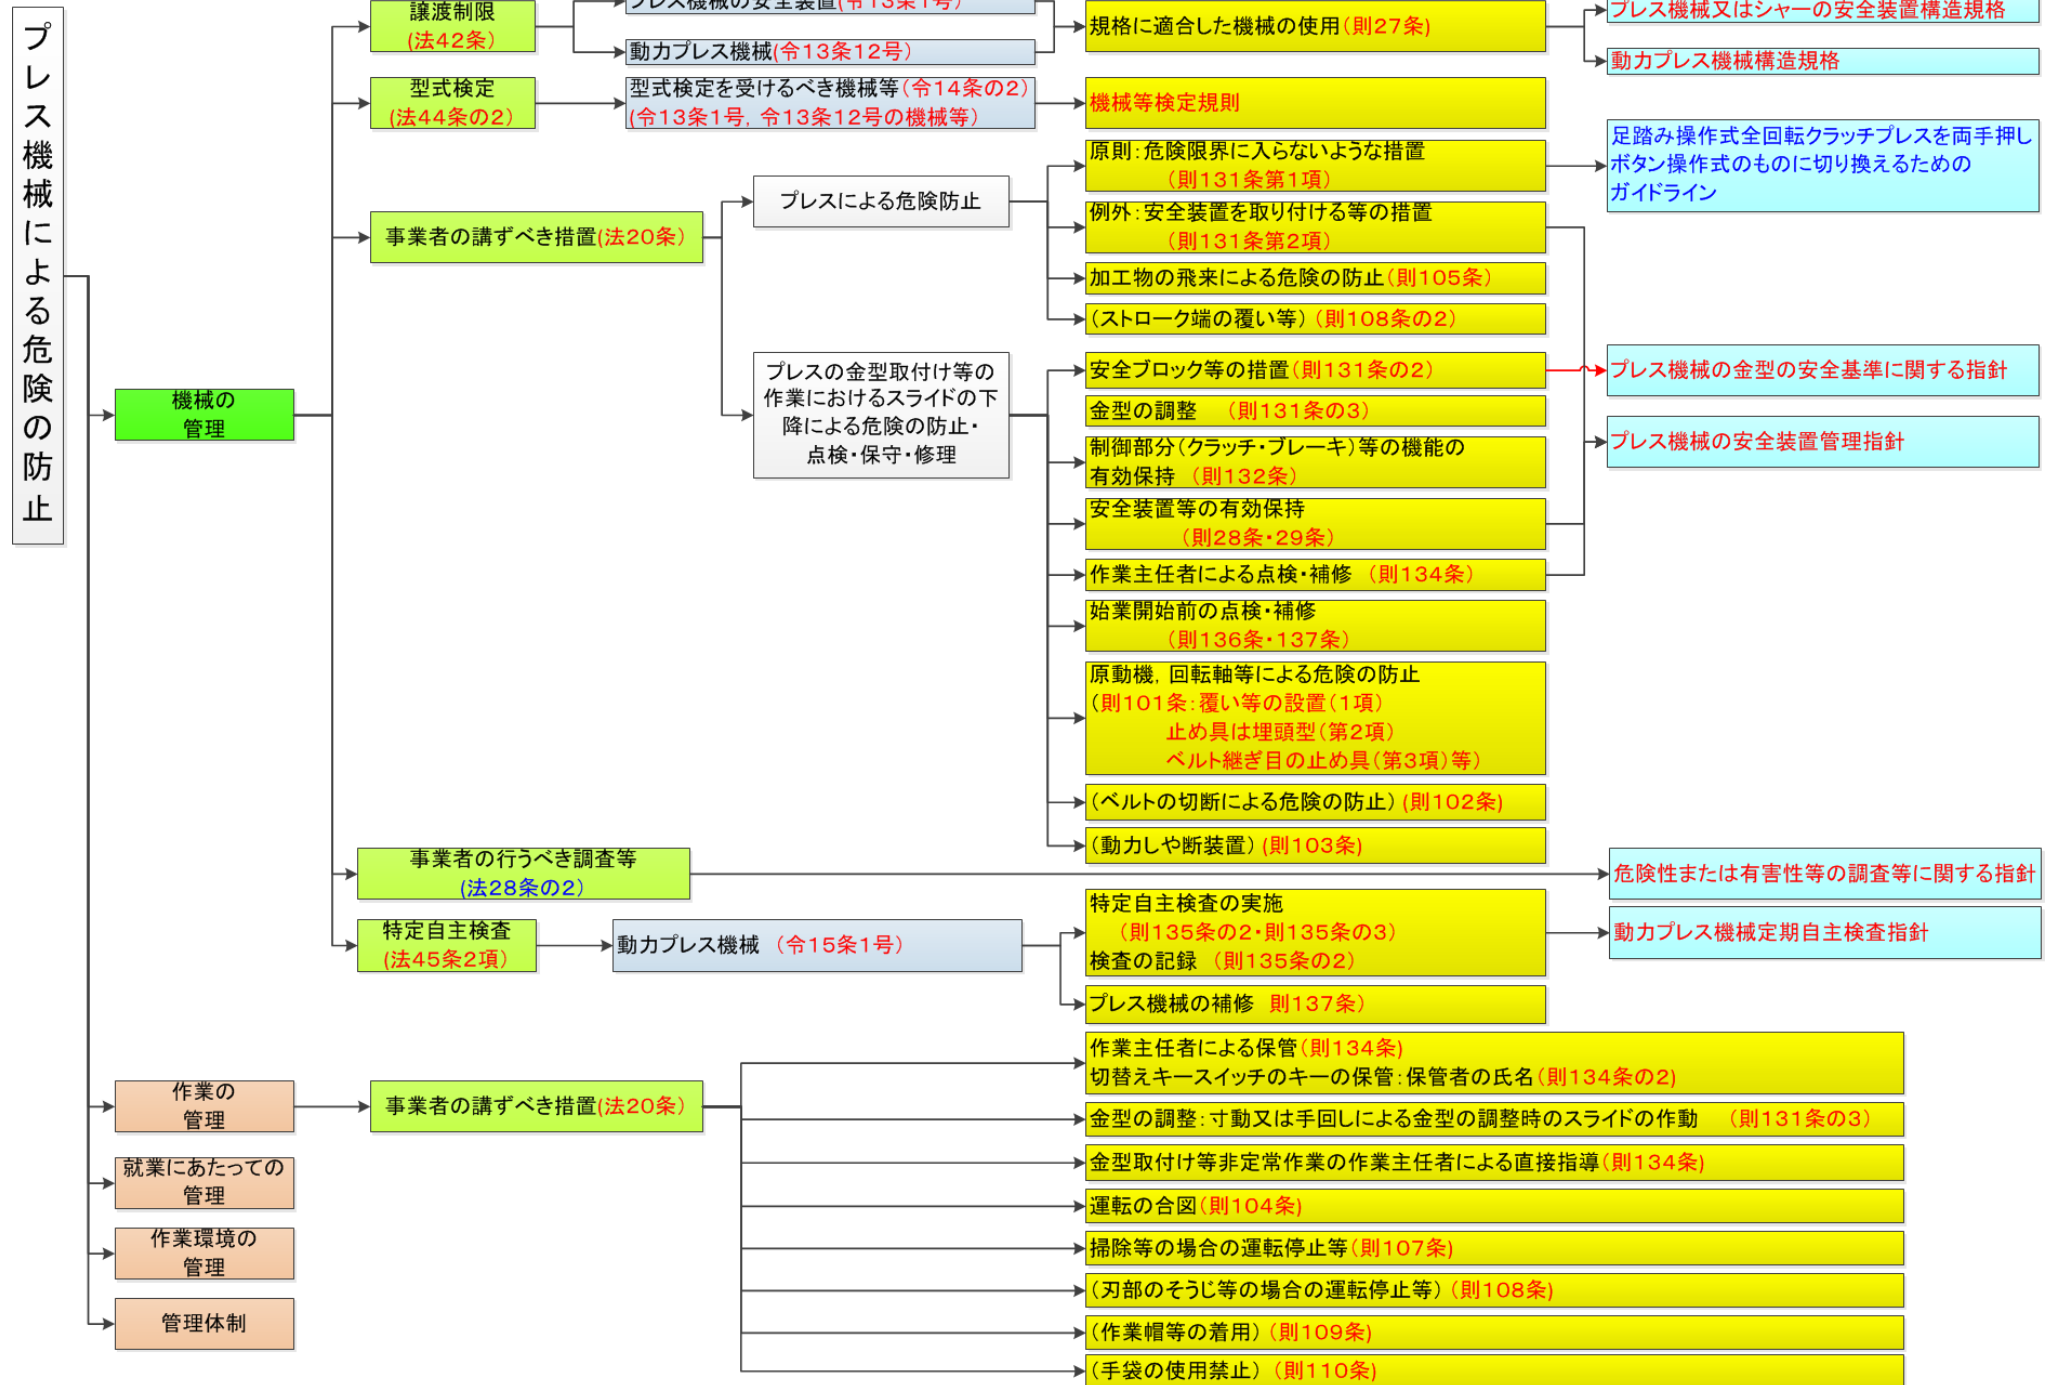 プレス機械による危険の防止
機械の
管理
作業の
管理
就業にあたっての
管理
作業環境の
管理
管理体制
譲渡制限
(法42条)
プレス機械の安全装置(令13条1号)
動力プレス機械(令13条12号)
規格に適合した機械の使用(則27条)
プレス機械又はシャーの安全装置構造規格
動力プレス機械構造規格
型式検定
(法44条の2)
型式検定を受けるべき機械等(令14条の2)
(令13条1号, 令13条12号の機械等)
機械等検定規則
事業者の講ずべき措置(法20条)
プレスによる危険防止
原則:危険限界に入らないような措置
(則131条第1項)
足踏み操作式全回転クラッチプレスを両手押し
ボタン操作式のものに切り換えるための
ガイドライン
例外:安全装置を取り付ける等の措置
(則131条第2項)
加工物の飛来による危険の防止(則105条)
(ストローク端の覆い等)(則108条の2)
プレスの金型取付け等の
作業におけるスライドの下
降による危険の防止・
点検・保守・修理
安全ブロック等の措置(則131条の2)
プレス機械の金型の安全基準に関する指針
金型の調整 (則131条の3)
制御部分(クラッチ・ブレーキ)等の機能の
有効保持 (則132条)
プレス機械の安全装置管理指針
安全装置等の有効保持
(則28条・29条)
作業主任者による点検・補修 (則134条)
始業開始前の点検・補修
(則136条・137条)
原動機, 回転軸等による危険の防止
(則101条:覆い等の設置(1項)
止め具は埋頭型(第2項)
ベルト継ぎ目の止め具(第3項)等)
(ベルトの切断による危険の防止)(則102条)
(動力しや断装置)(則103条)
事業者の行うべき調査等
(法28条の2)
危険性または有害性等の調査等に関する指針
特定自主検査
(法45条2項)
動力プレス機械 (令15条1号)
特定自主検査の実施
(則135条の2・則135条の3)
検査の記録 (則135条の2)
動力プレス機械定期自主検査指針
プレス機械の補修 則137条)
事業者の講ずべき措置(法20条)
作業主任者による保管(則134条)
切替えキースイッチのキーの保管:保管者の氏名(則134条の2)
金型の調整:寸動又は手回しによる金型の調整時のスライドの作動 (則131条の3)
金型取付け等非定常作業の作業主任者による直接指導(則134条)
運転の合図(則104条)
掃除等の場合の運転停止等(則107条)
(刃部のそうじ等の場合の運転停止等)(則108条)
(作業帽等の着用)(則109条)
(手袋の使用禁止)(則110条)